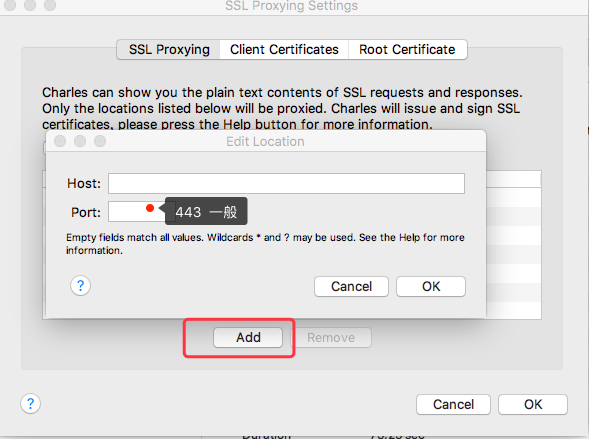 SSL Proxying Settings
SSL Proxying
Client Certificates
Root Certificate
Charles can show you the plain text contents of SSL requests and responses.
Only the locations listed below will be proxied. Charles will issue and sign SSL
certificates, please press the Help button for more information.
Edit Location
Host:
Port:
443 一般
Empty fields match all values. Wildcards * and ? may be used. See the Help for more
information.
?
Cancel
OK
Add
Remove
?
Cancel
OK